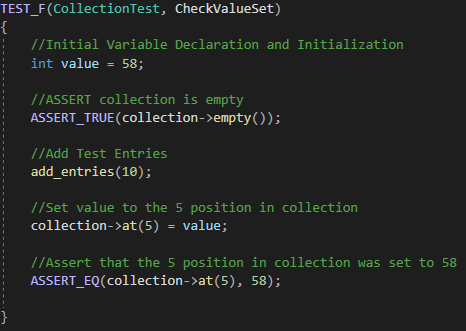 TEST_F(CollectionTest, CheckValueSet)
{
//Initial Variable Declaration and Initialization
int value = 58;
//ASSERT collection is empty
ASSERT_TRUE(collection->empty());
//Add Test Entries
add_entries(10);
//Set value to the 5 position in collection
collection->at(5) = value;
//Assert that the 5 position in collection was set to 58
ASSERT_EQ(collection->at(5), 58);
}